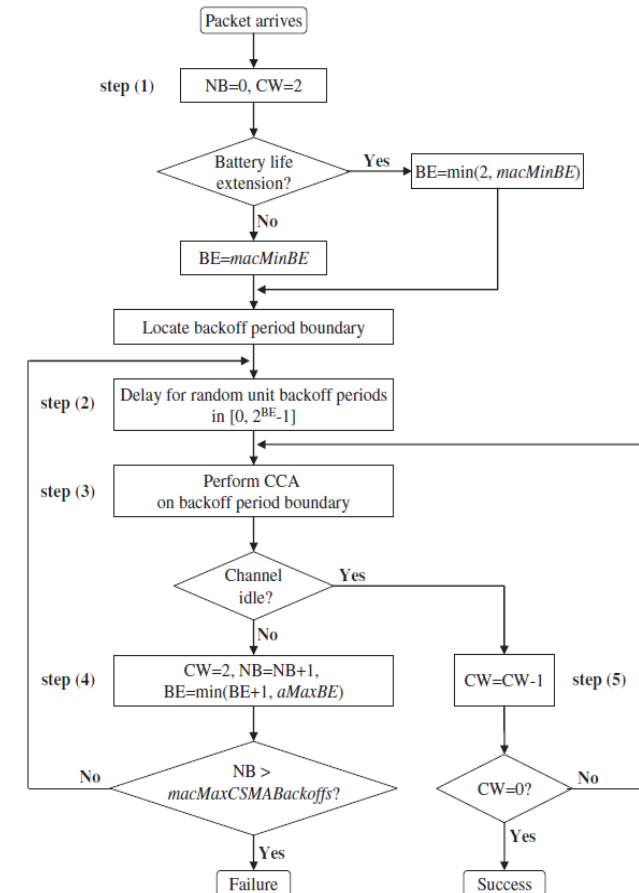 Packet arrives
step (1)
NB=0, CW=2
Battery life
extension?
Yes
BE=min(2, macMinBE)
No
BE=macMinBE
Locate backoff period boundary
step (2)
Delay for random unit backoff periods
in [0, 2^BE-1]
step (3)
Perform CCA
on backoff period boundary
Channel
idle?
Yes
No
step (4)
CW=2, NB=NB+1,
BE=min(BE+1, aMaxBE)
CW=CW-1
step (5)
No
NB >
macMaxCSMABackoffs?
CW=0?
No
Yes
Yes
Failure
Success